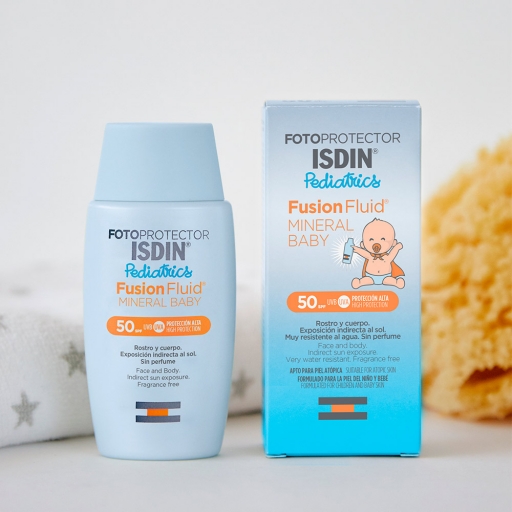 FOTOPROTECTOR
ISDIN®
Pediatrics
Fusion Fluid®
MINERAL BABY
50 UVB UVA PROTECCIÓN ALTA
HIGH PROTECTION
Rostro y cuerpo.
Exposición indirecta al sol.
Sin perfume
Face and Body.
Indirect sun exposure.
Fragrance free
FOTOPROTECTOR
ISDIN®
Pediatrics
Fusion Fluid®
MINERAL
BABY
50 UVB UVA PROTECCIÓN ALTA
HIGH PROTECTION
Rostro y cuerpo.
Exposición indirecta al sol.
Muy resistente al agua. Sin perfume
Face and body.
Indirect sun exposure.
Very water resistant. Fragrance free
APTO PARA PIEL ATÓPICA SUITABLE FOR ATOPIC SKIN
FORMULADO PARA LA PIEL DEL NIÑO Y BEBÉ
FORMULATED FOR CHILDREN AND BABY SKIN